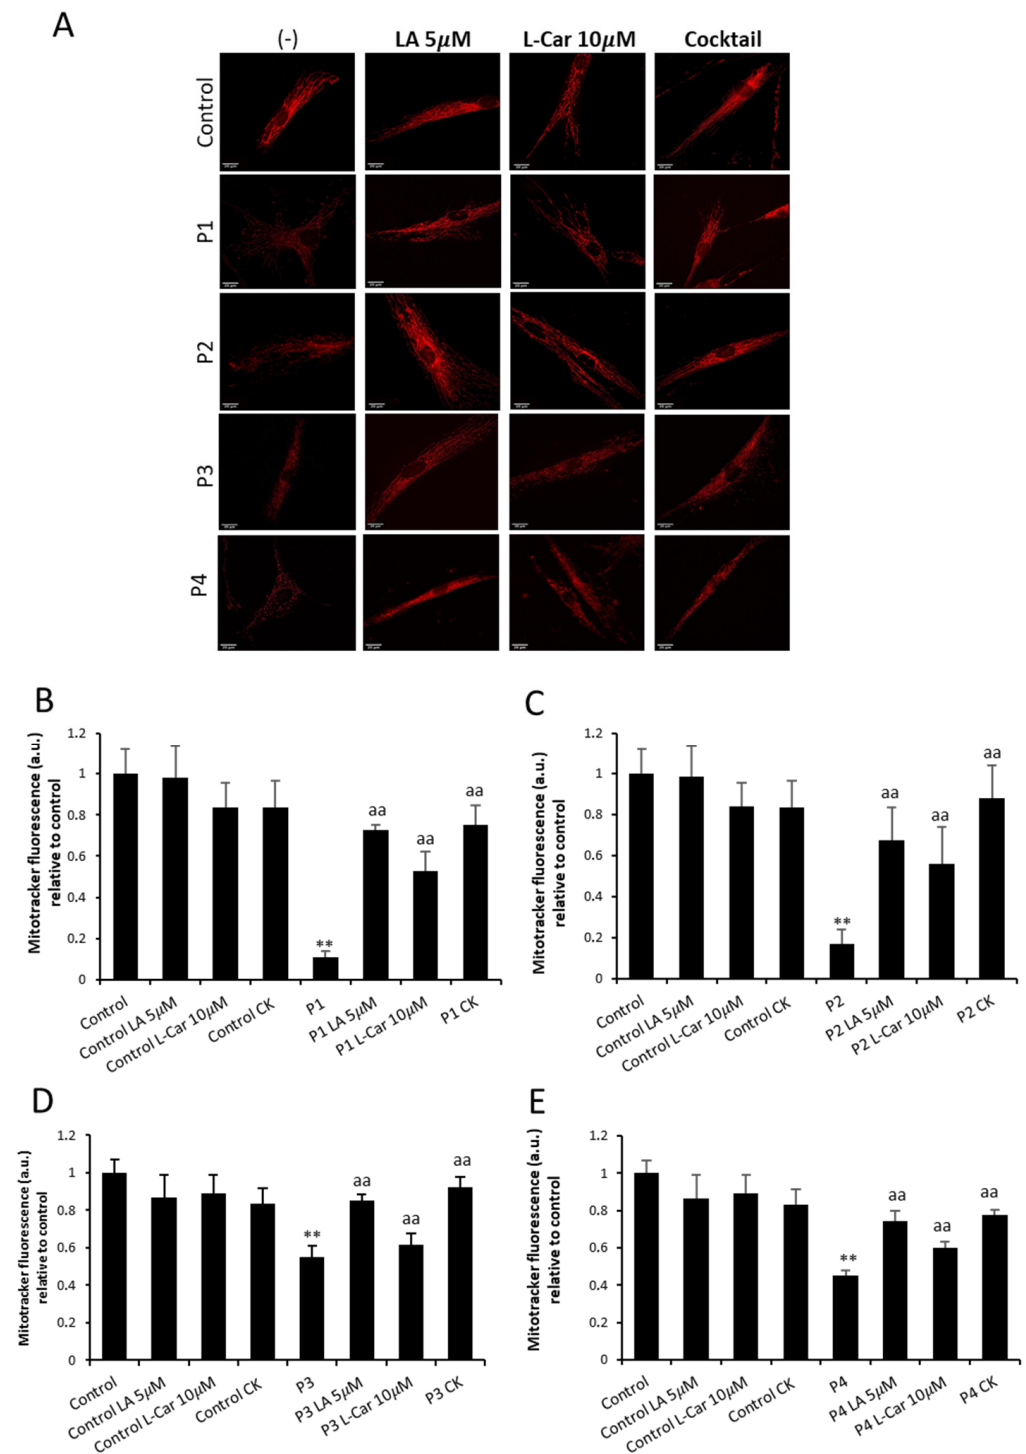 A
(-) LA 5μM L-Car 10μM Cocktail
Control
P1
P2
P3
P4
B
Mitotracker fluorescence (a.u.)
relative to control
1.2
1
0.8
0.6
0.4
0.2
0
** aa aa aa
Control Control LA 5μM Control L-Car 10μM Control CK P1 P1 LA 5μM P1 L-Car 10μM P1 CK
C
Mitotracker fluorescence (a.u.)
relative to control
1.2
1
0.8
0.6
0.4
0.2
0
** aa aa aa
Control Control LA 5μM Control L-Car 10μM Control CK P2 P2 LA 5μM P2 L-Car 10μM P2 CK
D
Mitotracker fluorescence (a.u.)
relative to control
1.2
1
0.8
0.6
0.4
0.2
0
** aa aa aa
Control Control LA 5μM Control L-Car 10μM Control CK P3 P3 LA 5μM P3 L-Car 10μM P3 CK
E
Mitotracker fluorescence (a.u.)
relative to control
1.2
1
0.8
0.6
0.4
0.2
0
** aa aa aa
Control Control LA 5μM Control L-Car 10μM Control CK P4 P4 LA 5μM P4 L-Car 10μM P4 CK